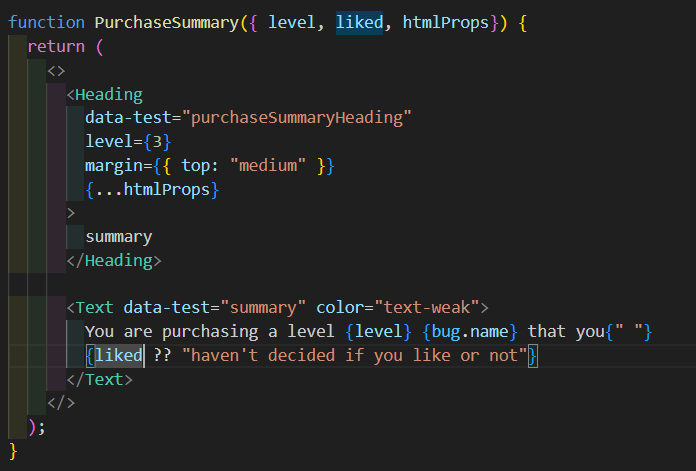 function PurchaseSummary({ level, liked, htmlProps}) {
return (
<>
<Heading
data-test="purchaseSummaryHeading"
level={3}
margin={{ top: "medium" }}
{...htmlProps}
>
summary
</Heading>
<Text data-test="summary" color="text-weak">
You are purchasing a level {level} {bug.name} that you{" "}
{liked ?? "haven't decided if you like or not"}
</Text>
</>
);
}